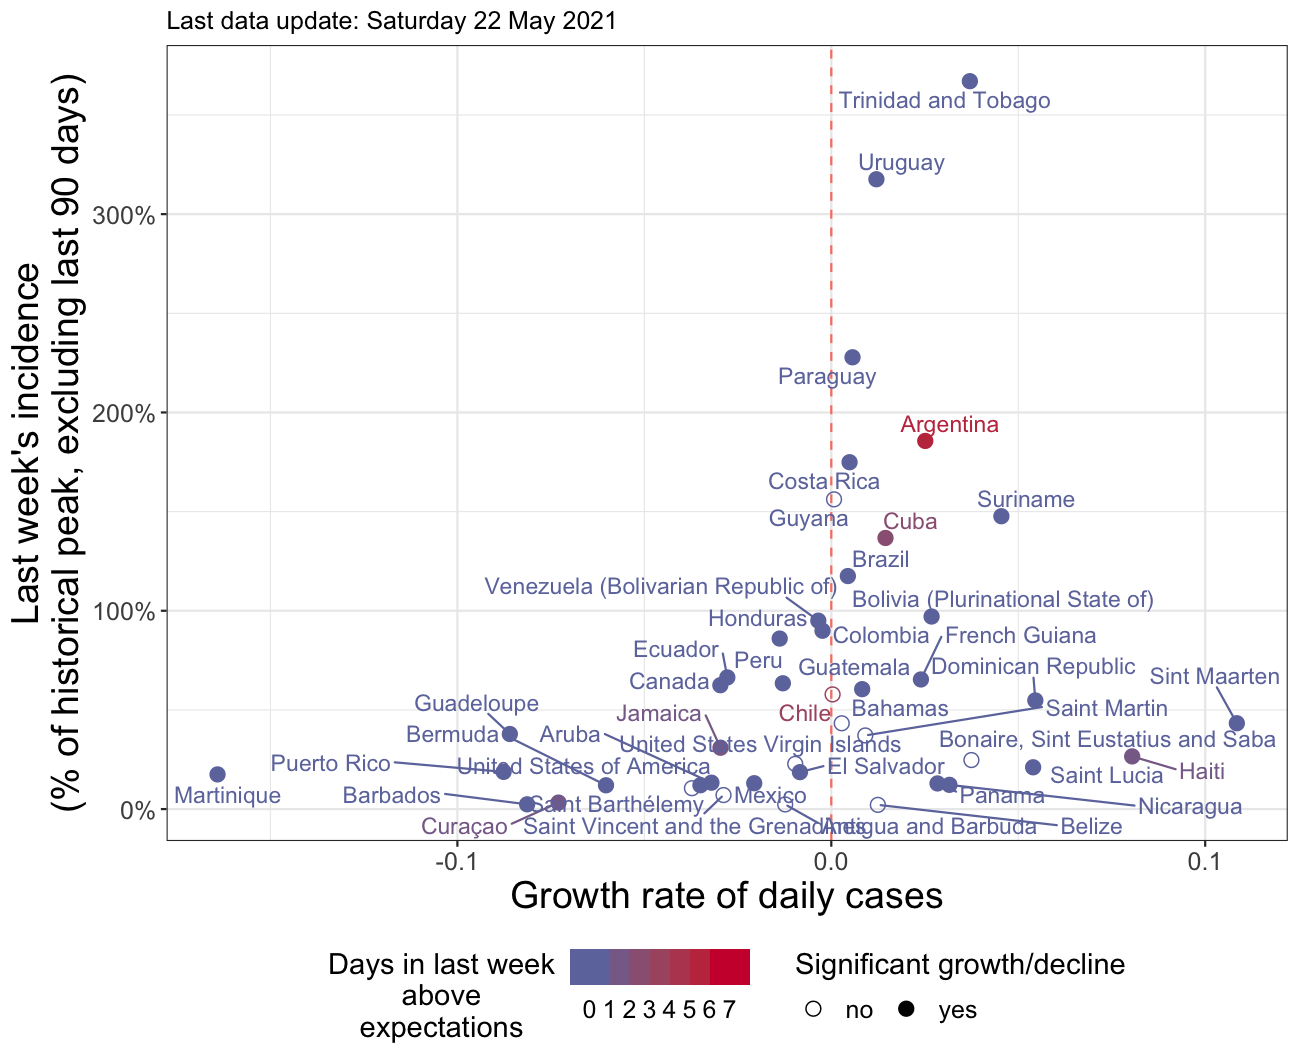 Last data update: Saturday 22 May 2021
Last week's incidence
(% of historical peak, excluding last 90 days)
300%
200%
100%
0%
Trinidad and Tobago
Uruguay
Paraguay
Argentina
Costa Rica
Suriname
Guyana
Cuba
Brazil
Venezuela (Bolivarian Republic of)
Bolivia (Plurinational State of)
Honduras
Colombia
French Guiana
Ecuador
Peru
Guatemala
Dominican Republic
Canada
Sint Maarten
Guadeloupe
Jamaica
Chile
Bahamas
Saint Martin
Bermuda
Aruba
United States Virgin Islands
Bonaire, Sint Eustatius and Saba
Puerto Rico
United States of America
El Salvador
Saint Lucia
Haiti
Martinique
Barbados
Saint Barthélemy
Mexico
Panama
Nicaragua
Curaçao
Saint Vincent and the Grenadines
Antigua and Barbuda
Belize
-0.1
0.0
0.1
Growth rate of daily cases
Days in last week
above
expectations
0 1 2 3 4 5 6 7
Significant growth/decline
no
yes